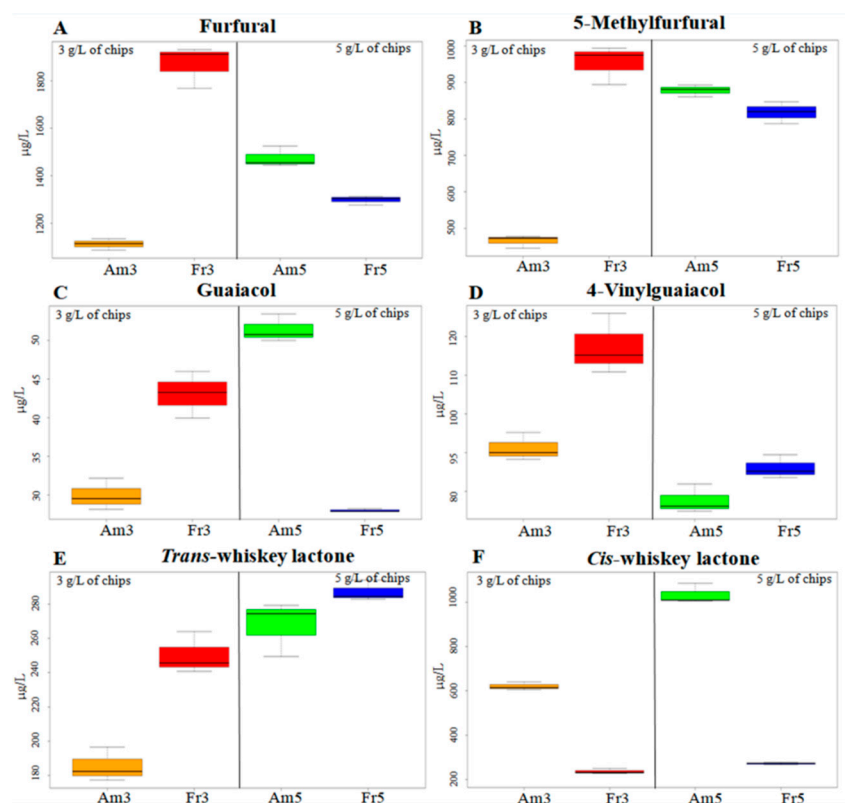 A
Furfural
3 g/L of chips
5 g/L of chips
µg/L
1800
1600
1400
1200
Am3
Fr3
Am5
Fr5
B
5-Methylfurfural
3 g/L of chips
5 g/L of chips
µg/L
1000
900
800
700
600
500
Am3
Fr3
Am5
Fr5
C
Guaiacol
3 g/L of chips
5 g/L of chips
µg/L
50
45
40
35
30
Am3
Fr3
Am5
Fr5
D
4-Vinylguaiacol
3 g/L of chips
5 g/L of chips
µg/L
120
110
100
95
80
Am3
Fr3
Am5
Fr5
E
Trans-whiskey lactone
3 g/L of chips
5 g/L of chips
µg/L
280
260
240
220
200
180
Am3
Fr3
Am5
Fr5
F
Cis-whiskey lactone
3 g/L of chips
5 g/L of chips
µg/L
1000
800
600
400
200
Am3
Fr3
Am5
Fr5